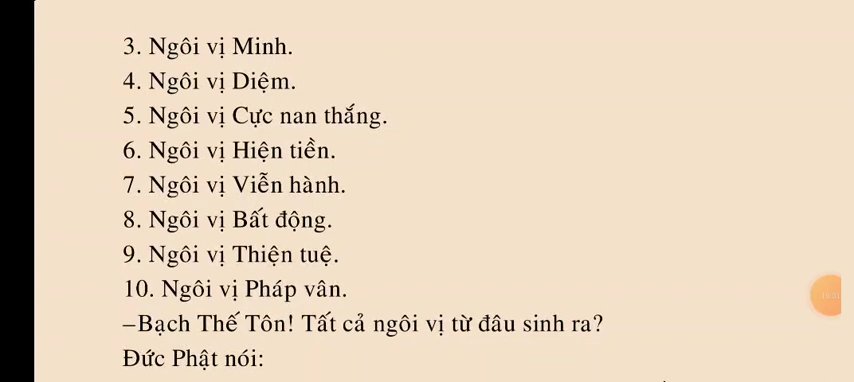 3. Ngôi vị Minh.
4. Ngôi vị Diệm.
5. Ngôi vị Cực nan thắng.
6. Ngôi vị Hiện tiền.
7. Ngôi vị Viễn hành.
8. Ngôi vị Bất động.
9. Ngôi vị Thiện tuệ.
10. Ngôi vị Pháp vân.
–Bạch Thế Tôn! Tất cả ngôi vị từ đâu sinh ra?
Đức Phật nói: